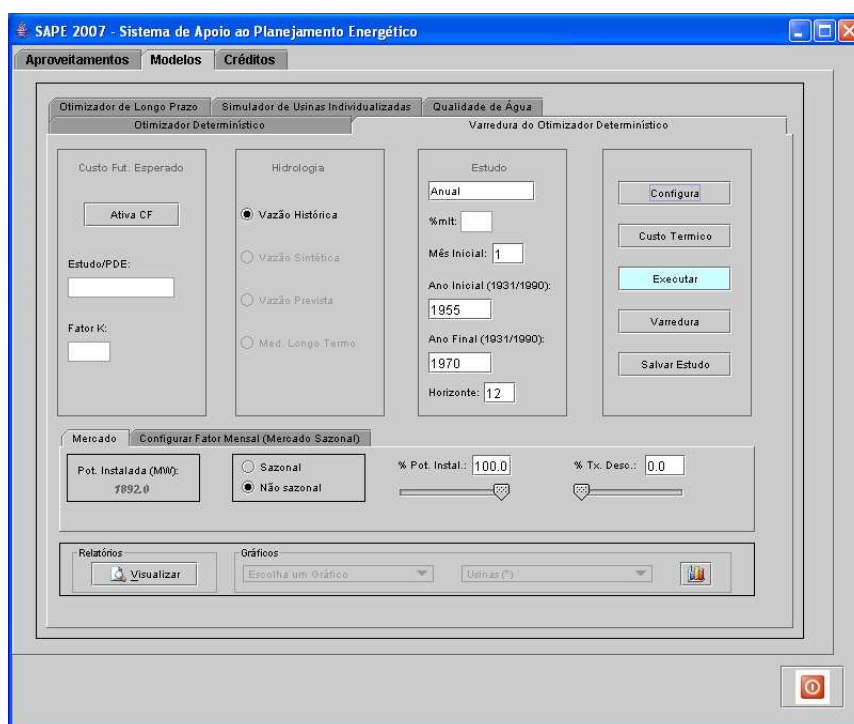 SAPE 2007 - Sistema de Apoio ao Planejamento Energético
Aproveitamentos Modelos Créditos
Otimizador de Longo Prazo Simulador de Usinas Individualizadas Qualidade de Água
Otimizador Determinístico Varredura do Otimizador Determinístico
Custo Fut. Esperado
Ativa CF
Estudo/PDE:
Fator K:
Hidrologia
Vazão Histórica
Vazão Sintética
Vazão Prevista
Med. Longo Termo
Estudo
Anual
%mlt:
Mês Inicial: 1
Ano Inicial (1931/1990):
1955
Ano Final (1931/1990):
1970
Horizonte: 12
Configura
Custo Termico
Executar
Varredura
Salvar Estudo
Mercado Configurar Fator Mensal (Mercado Sazonal)
Pot. Instalada (MW):
1892.0
Sazonal
Não sazonal
% Pot. Instal.: 100.0
% Tx. Desc.: 0.0
Relatórios
Visualizar
Gráficos
Escolha um Gráfico Usinas (*)